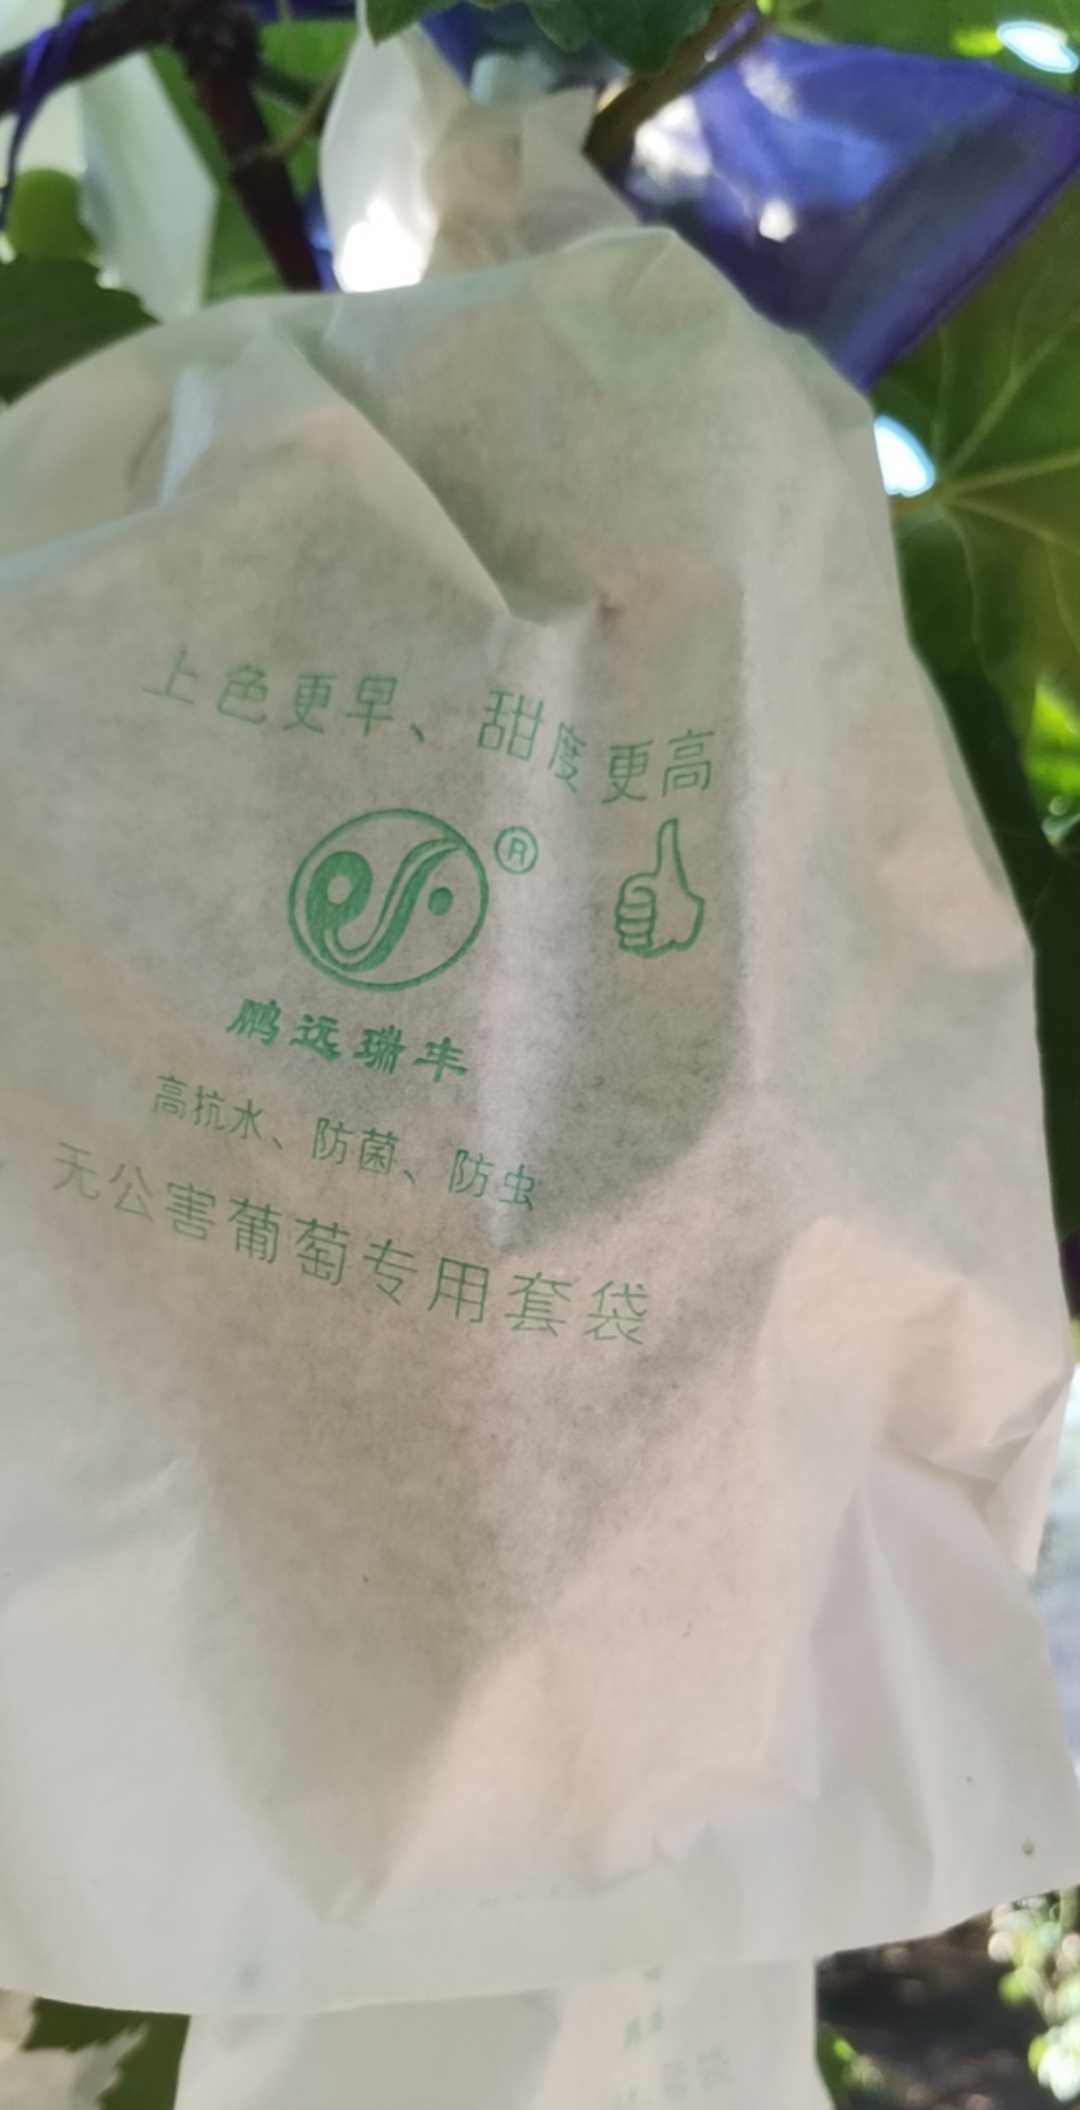 上色更早、甜度更高
®
鹏远瑞丰
高抗水、防菌、防虫
无公害葡萄专用套袋